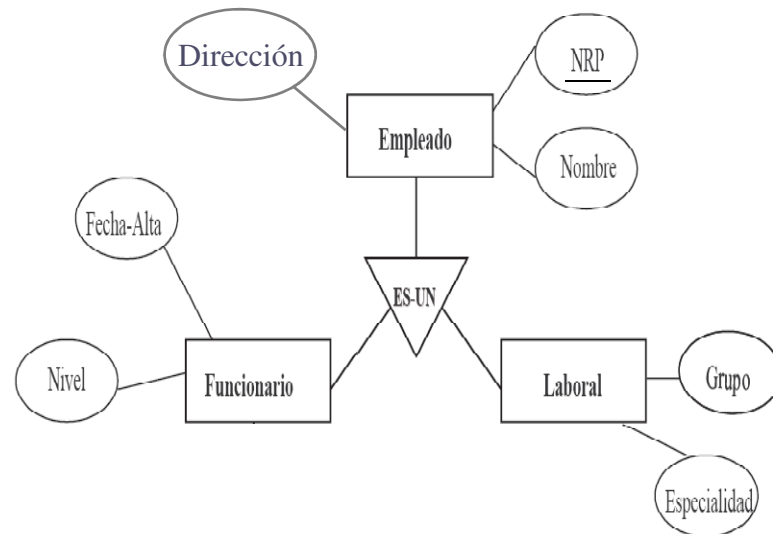 Dirección
NRP
Empleado
Nombre
Fecha-Alta
ES-UN
Nivel
Funcionario
Laboral
Grupo
Especialidad